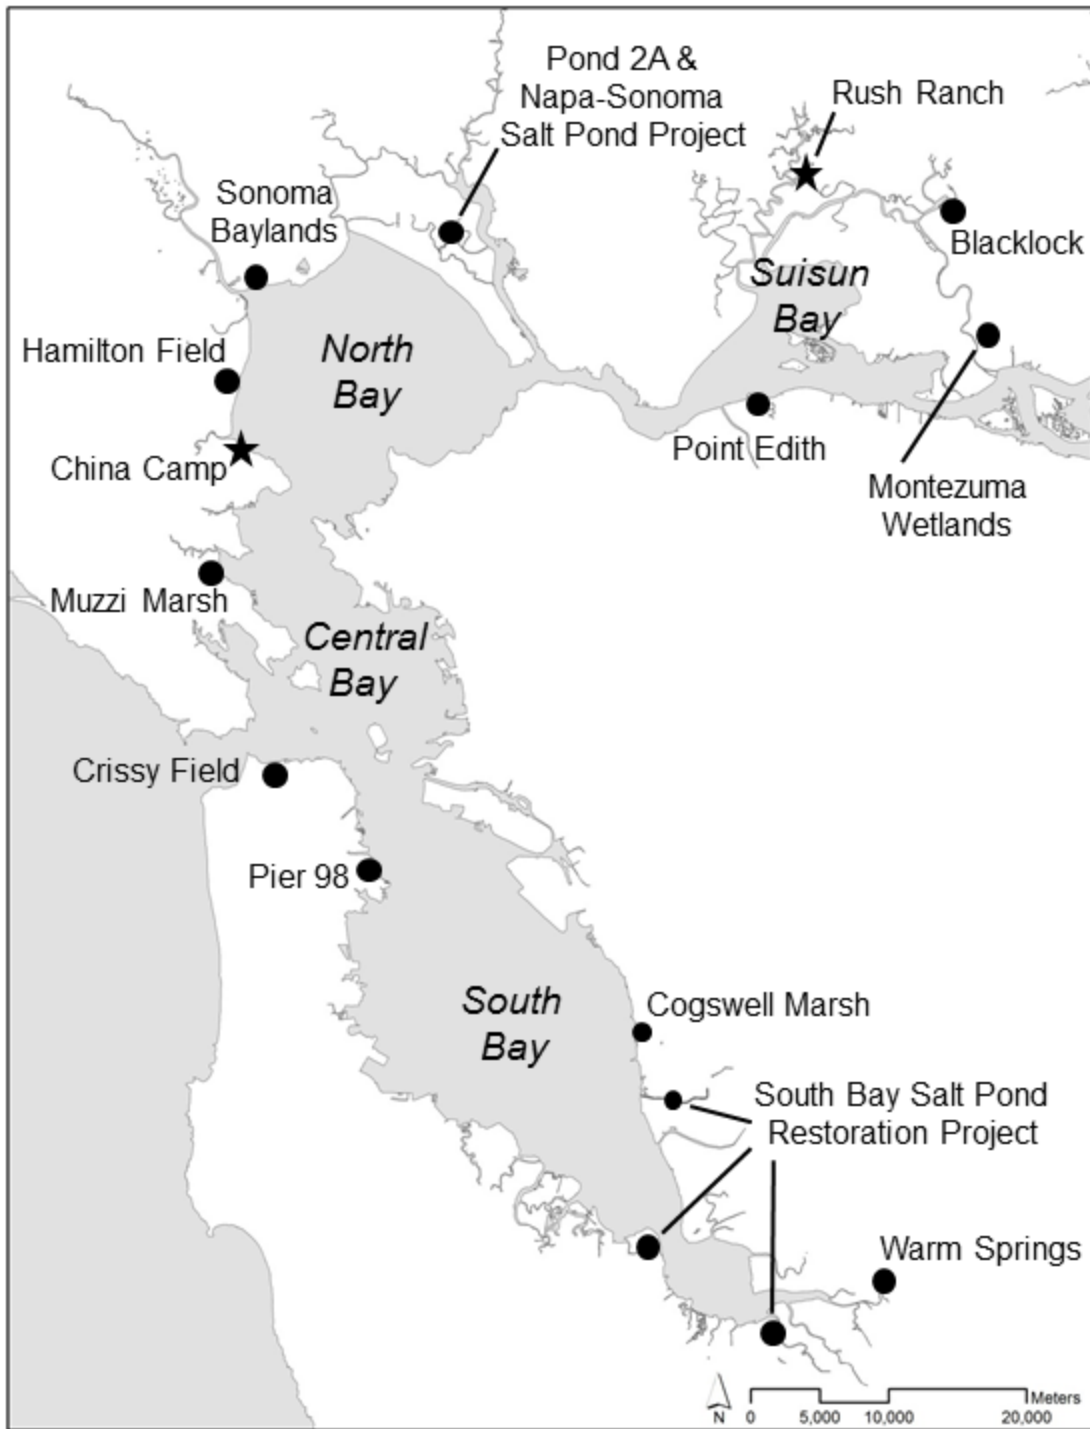 Pond 2A &
Napa-Sonoma
Salt Pond Project
Rush Ranch
Sonoma
Baylands
Blacklock
Suisun
Bay
Hamilton Field
North
Bay
Point Edith
China Camp
Montezuma
Wetlands
Muzzi Marsh
Central
Bay
Crissy Field
Pier 98
South
Bay
Cogswell Marsh
South Bay Salt Pond
Restoration Project
Warm Springs
N
Meters
0 5,000 10,000 20,000